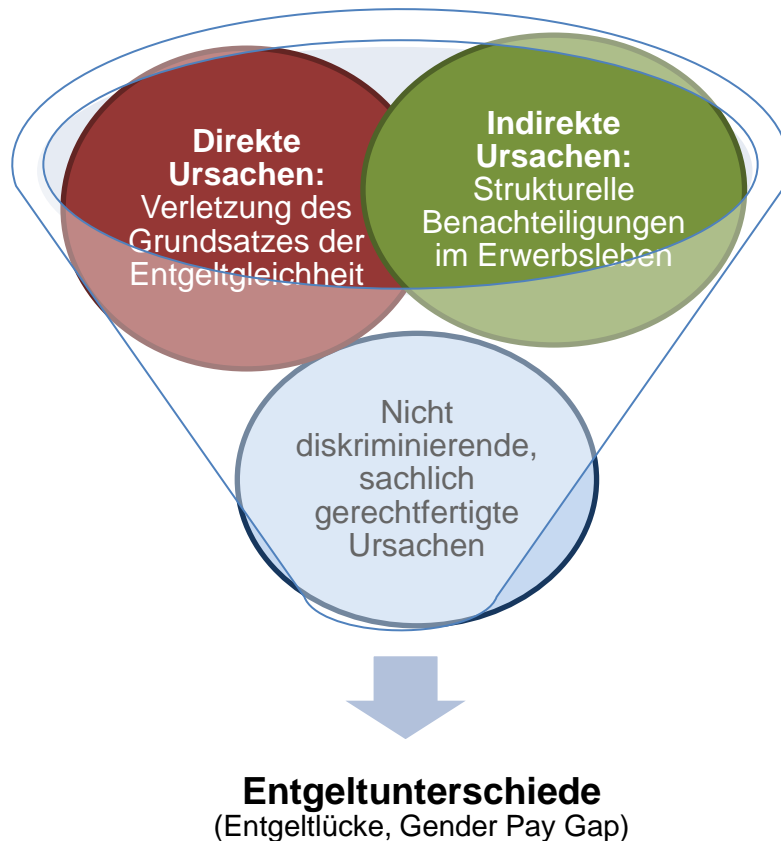 Direkte
Ursachen:
Verletzung des
Grundsatzes der
Entgeltgleichheit
Indirekte
Ursachen:
Strukturelle
Benachteiligungen
im Erwerbsleben
Nicht
diskriminierende,
sachlich
gerechtfertigte
Ursachen
Entgeltunterschiede
(Entgeltlücke, Gender Pay Gap)